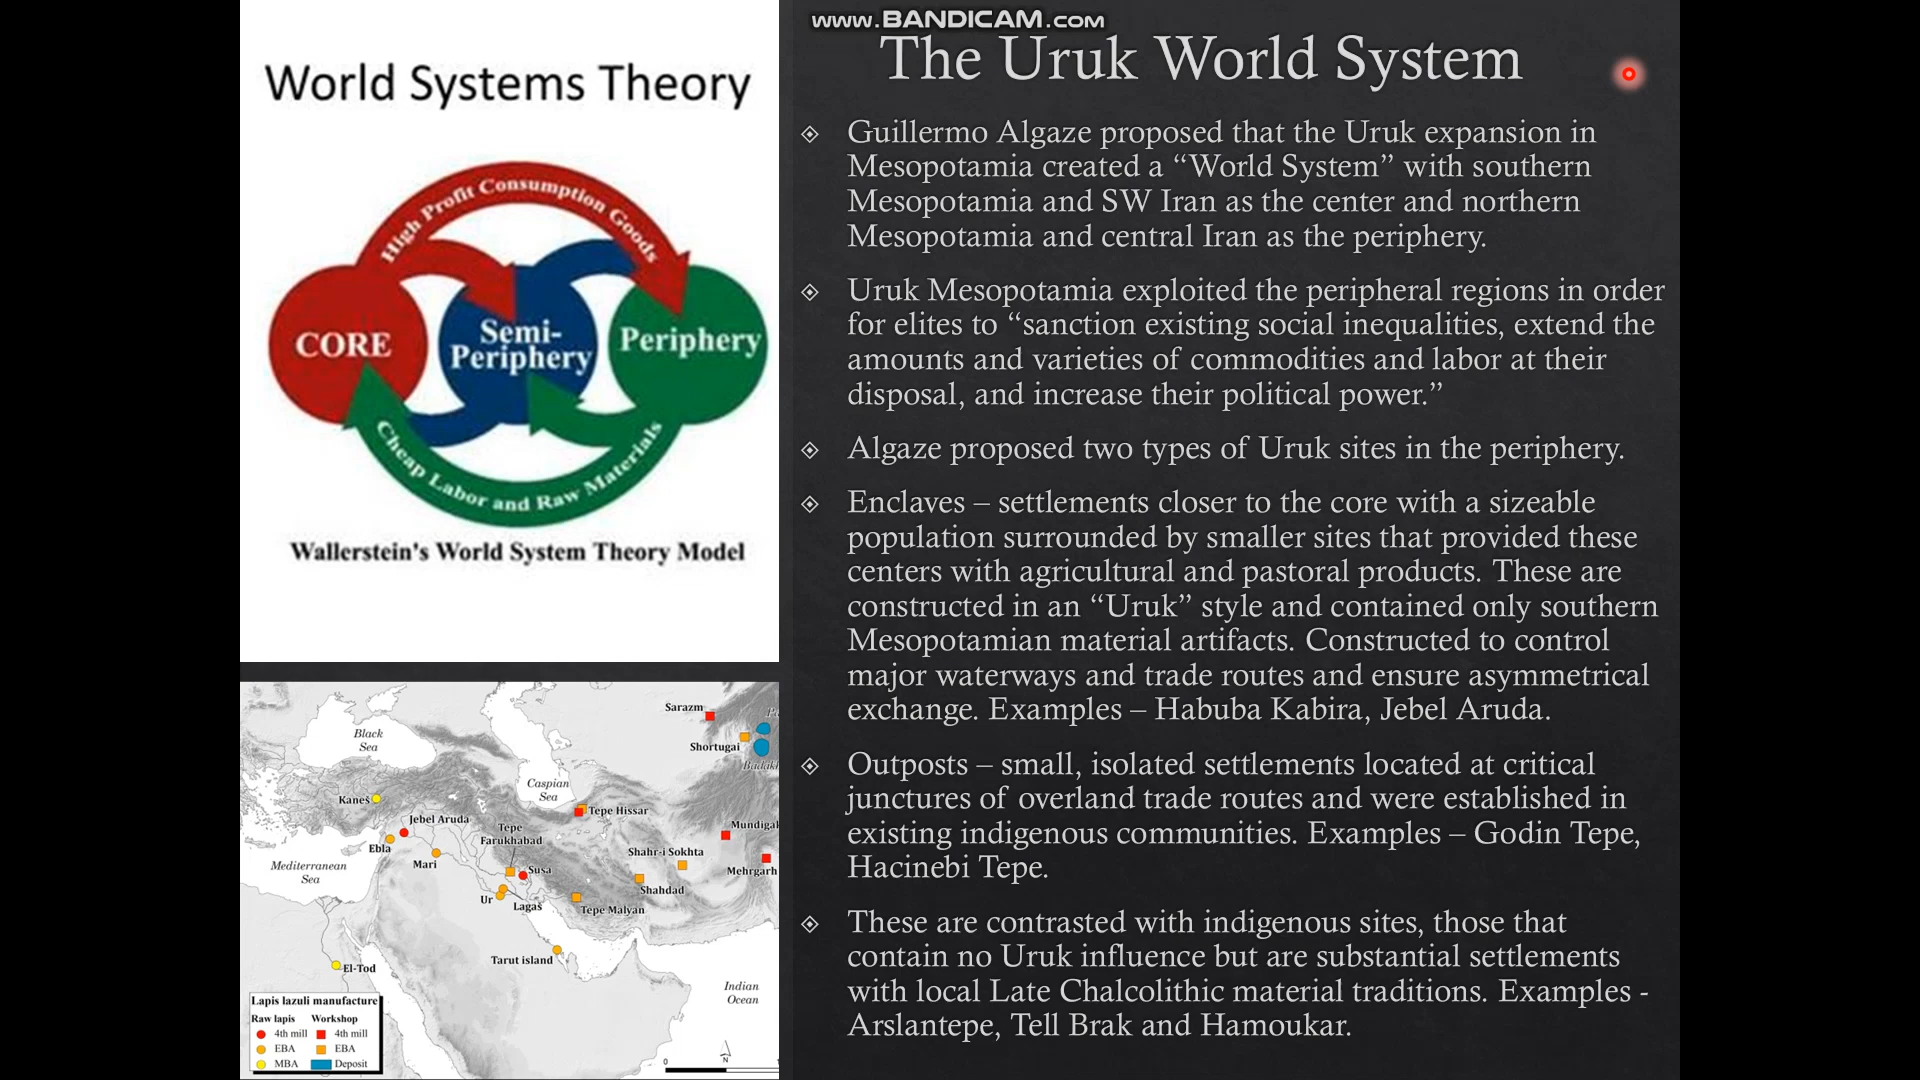 www.BANDICAM.com
World Systems Theory
High Profit Consumption Goods
CORE
Semi-
Periphery
Periphery
Cheap Labor and Raw Materials
Wallerstein's World System Theory Model
The Uruk World System
Guillermo Algaze proposed that the Uruk expansion in
Mesopotamia created a “World System” with southern
Mesopotamia and SW Iran as the center and northern
Mesopotamia and central Iran as the periphery.
Uruk Mesopotamia exploited the peripheral regions in order
for elites to “sanction existing social inequalities, extend the
amounts and varieties of commodities and labor at their
disposal, and increase their political power.”
Algaze proposed two types of Uruk sites in the periphery.
Enclaves – settlements closer to the core with a sizeable
population surrounded by smaller sites that provided these
centers with agricultural and pastoral products. These are
constructed in an “Uruk” style and contained only southern
Mesopotamian material artifacts. Constructed to control
major waterways and trade routes and ensure asymmetrical
exchange. Examples – Habuba Kabira, Jebel Aruda.
Outposts – small, isolated settlements located at critical
junctures of overland trade routes and were established in
existing indigenous communities. Examples – Godin Tepe,
Hacinebi Tepe.
These are contrasted with indigenous sites, those that
contain no Uruk influence but are substantial settlements
with local Late Chalcolithic material traditions. Examples -
Arslantepe, Tell Brak and Hamoukar.
Sarazm
Black
Sea
Shortugai
Caspian
Sea
Kaneš
Tepe Hissar
Jebel Aruda
Tepe
Farukhabad
Mundigak
Ebla
Shahr-i Sokhta
Mediterranean
Sea
Mari
Susa
Mehrgarh
Shahdad
Ur
Lagaš
Tepe Malyan
Tarut island
El-Tod
Indian
Ocean
Lapis lazuli manufacture
Raw lapis Workshop
4th mill 4th mill
EBA EBA
MBA Deposit
N
0